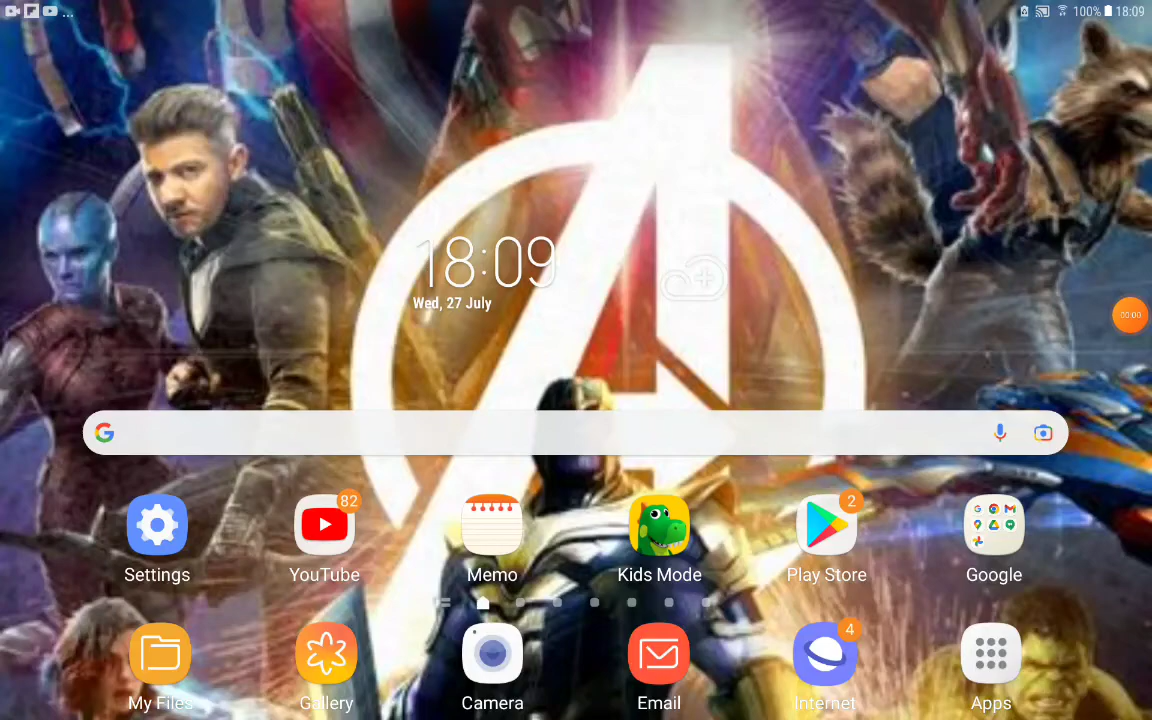 ...
100% 18:09
18:09
Wed, 27 July
00:00
82
2
Settings
YouTube
Memo
Kids Mode
Play Store
Google
4
My Files
Gallery
Camera
Email
Internet
Apps